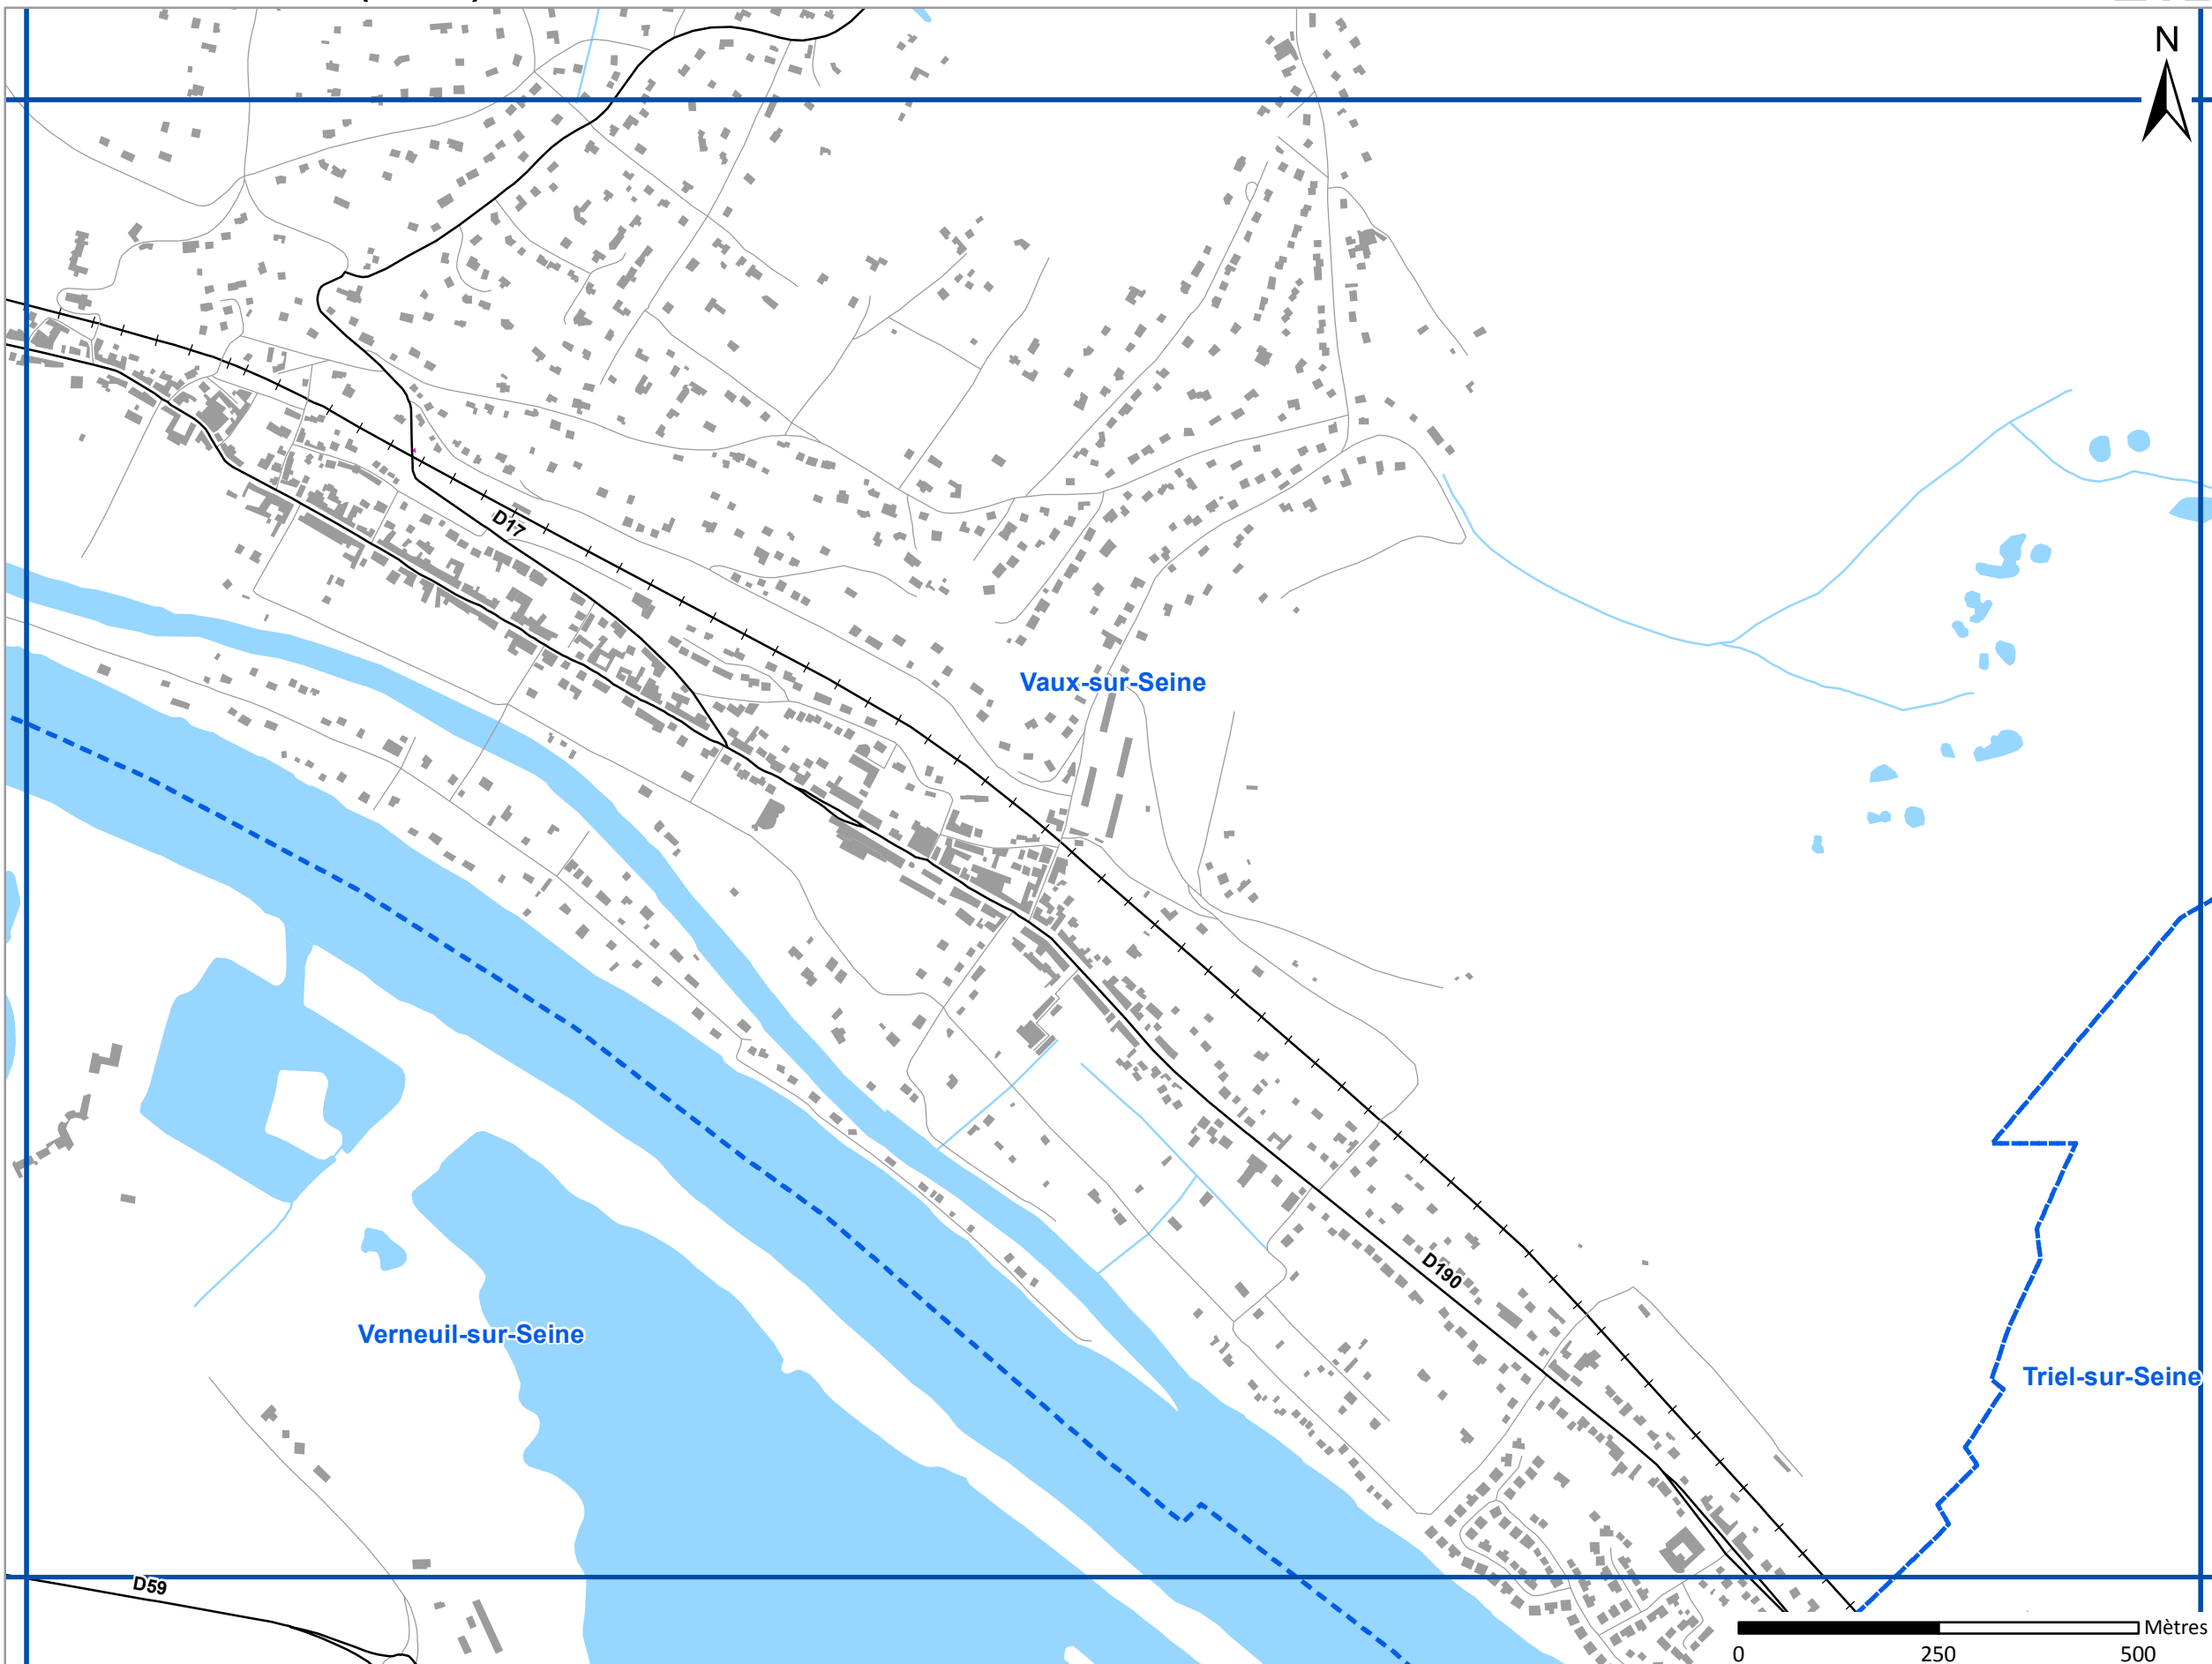 N
D17
Vaux-sur-Seine
D190
Verneuil-sur-Seine
Triel-sur-Seine
D59
Mètres
0 250 500